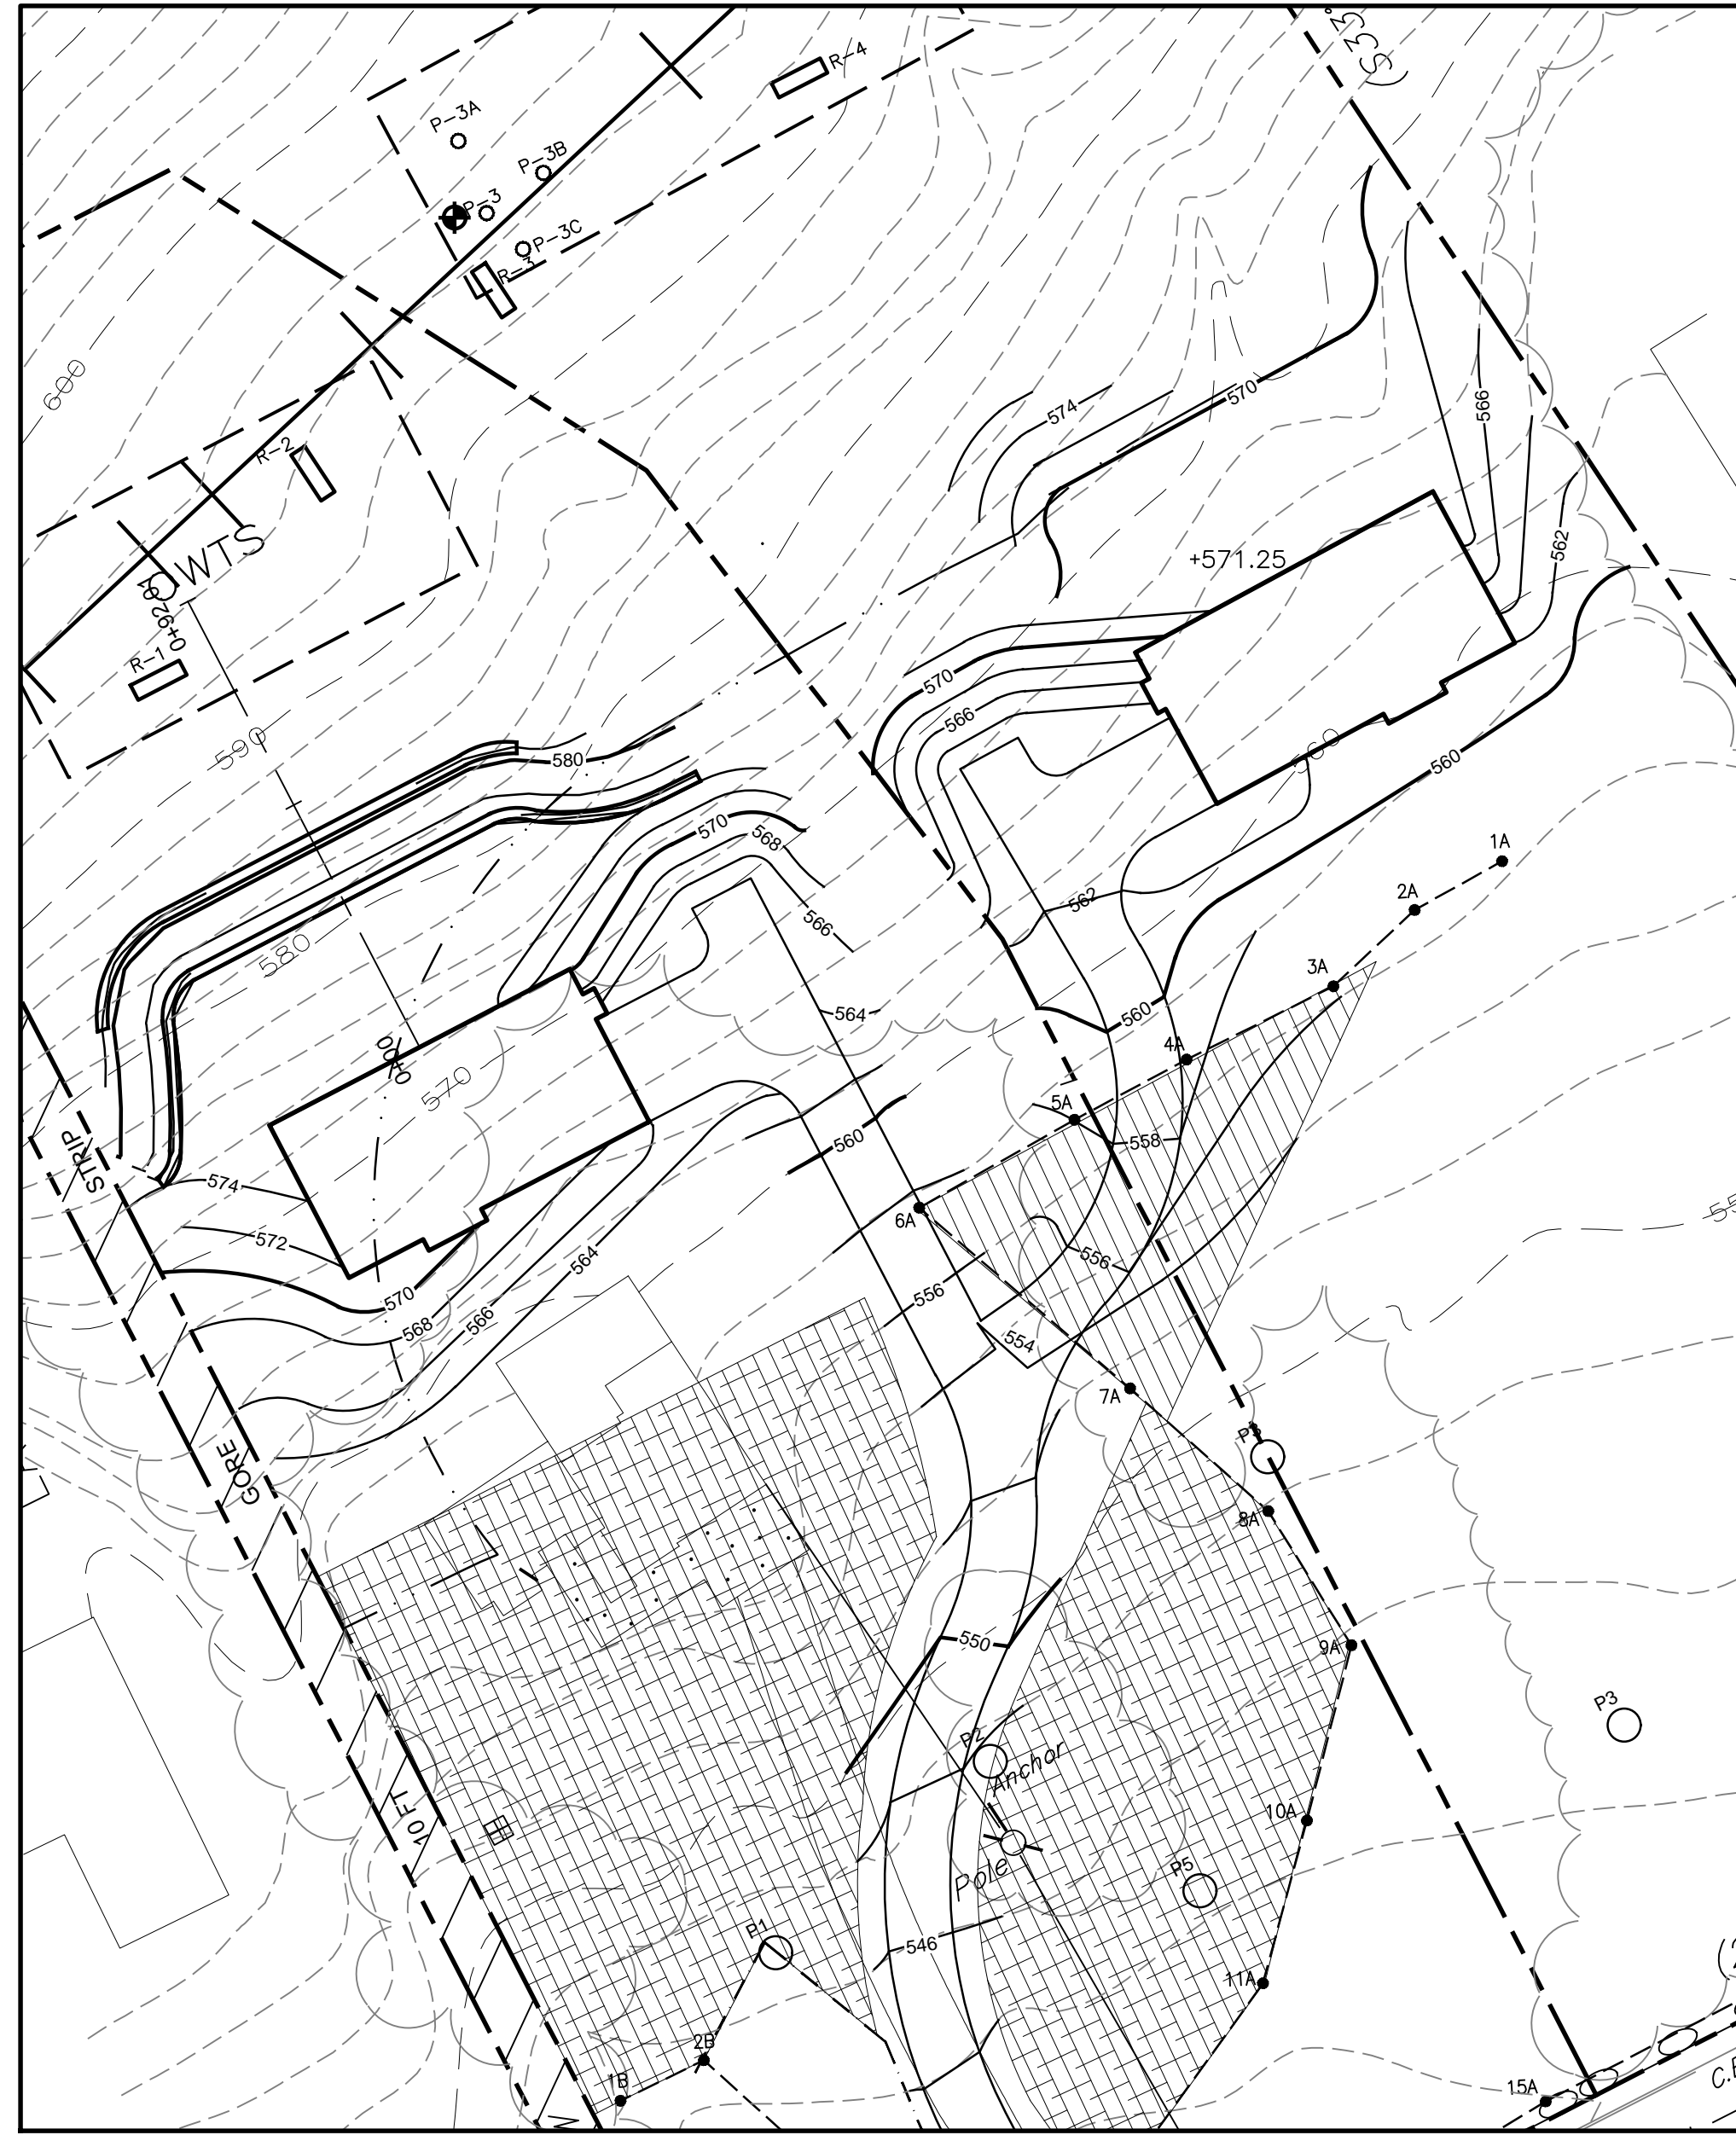 (S33°
R-4
P-3A
P-3B
P-3
P-3C
R-3
600
574
570
566
R-2
OWTS
562
+571.25
0+92.01
R-1
570
590
566
560
580
560
570
568
1A
562
2A
566
580
3A
564
560
0+00
4A
570
5A
558
560
STRIP
574
6A
572
556
564
556
570
568
566
554
7A
GORE
8A
550
9A
P3
P2
Anchor
10 FT
10A
Pole
P5
P1
546
11A
2B
1B
15A